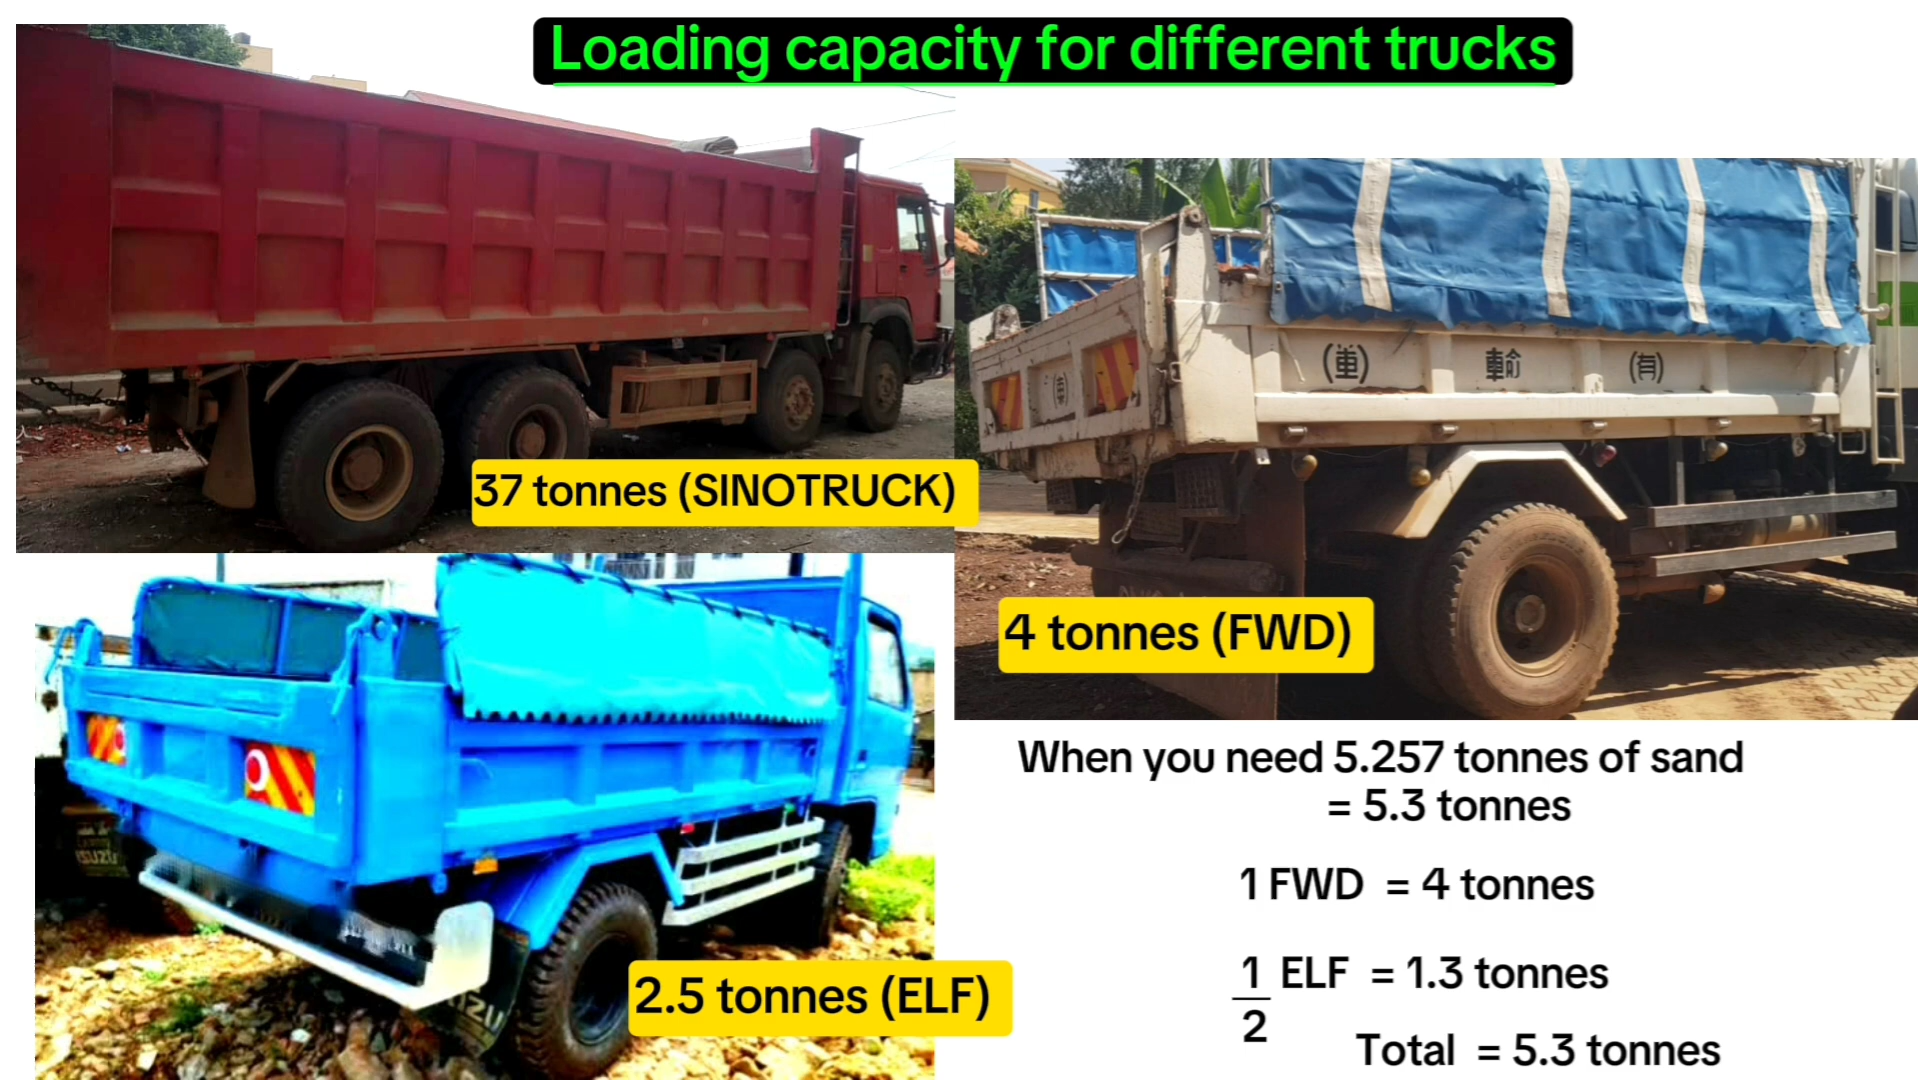 Loading capacity for different trucks
37 tonnes (SINOTRUCK)
(重)
輸
(有)
4 tonnes (FWD)
ISUZU
2.5 tonnes (ELF)
When you need 5.257 tonnes of sand
= 5.3 tonnes
1 FWD = 4 tonnes
1/2 ELF = 1.3 tonnes
Total = 5.3 tonnes